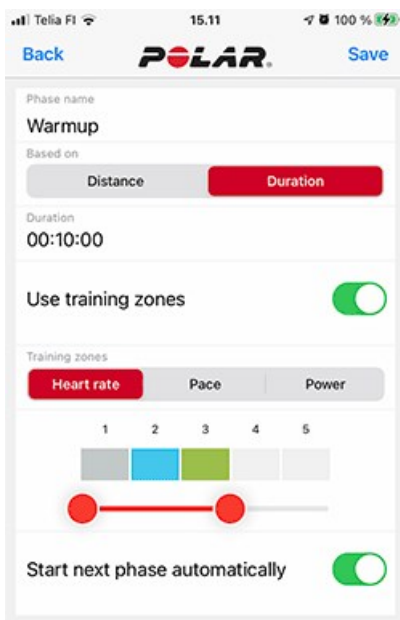 Telia FI 15.11 100 %
Back POLAR. Save
Phase name
Warmup
Based on
Distance Duration
Duration
00:10:00
Use training zones
Training zones
Heart rate Pace Power
1 2 3 4 5
Start next phase automatically